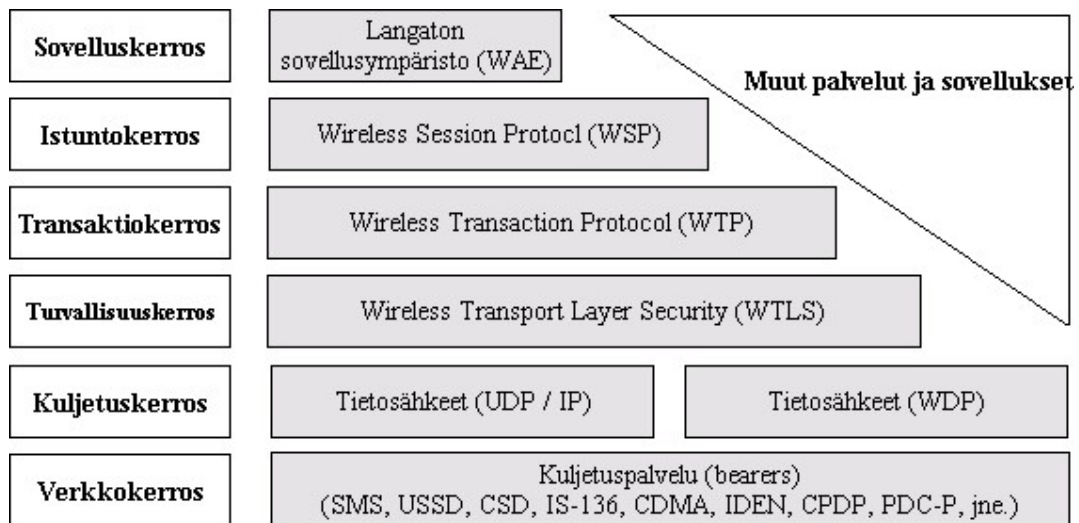 Sovelluskerros
Langaton
sovellusympäristo (WAE)
Muut palvelut ja sovellukset
Istuntokerros
Wireless Session Protocl (WSP)
Transaktiokerros
Wireless Transaction Protocol (WTP)
Turvallisuuskerros
Wireless Transport Layer Security (WTLS)
Kuljetuskerros
Tietosähkeet (UDP / IP)
Tietosähkeet (WDP)
Verkkokerros
Kuljetuspalvelu (bearers)
(SMS, USSD, CSD, IS-136, CDMA, IDEN, CPDP, PDC-P, jne.)